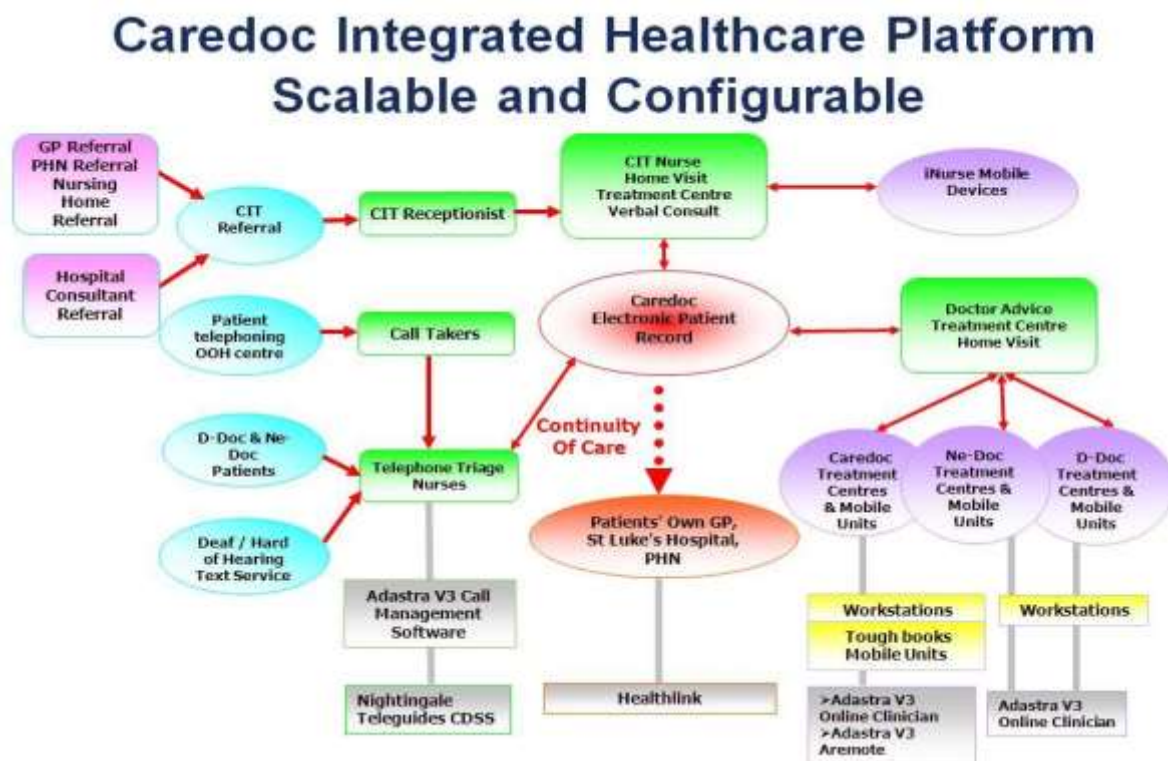 Caredoc Integrated Healthcare Platform
Scalable and Configurable
GP Referral
PHN Referral
Nursing
Home
Referral
CIT
Referral
CIT Receptionist
CIT Nurse
Home Visit
Treatment Centre
Verbal Consult
iNurse Mobile
Devices
Hospital
Consultant
Referral
Patient
telephoning
OOH centre
Call Takers
Caredoc
Electronic Patient
Record
Doctor Advice
Treatment Centre
Home Visit
Continuity
Of Care
D-Doc & Ne-
Doc
Patients
Telephone Triage
Nurses
Deaf / Hard
of Hearing
Text Service
Patients' Own GP,
St Luke's Hospital,
PHN
Caredoc
Treatment
Centres
& Mobile
Units
Ne-Doc
Treatment
Centres &
Mobile
Units
D-Doc
Treatment
Centres &
Mobile
Units
Adastra V3 Call
Management
Software
Nightingale
Teleguides CDSS
Healthlink
Workstations
Tough books
Mobile Units
Workstations
➤Adastra V3
Online Clinician
➤Adastra V3
Aremote
Adastra V3
Online Clinician